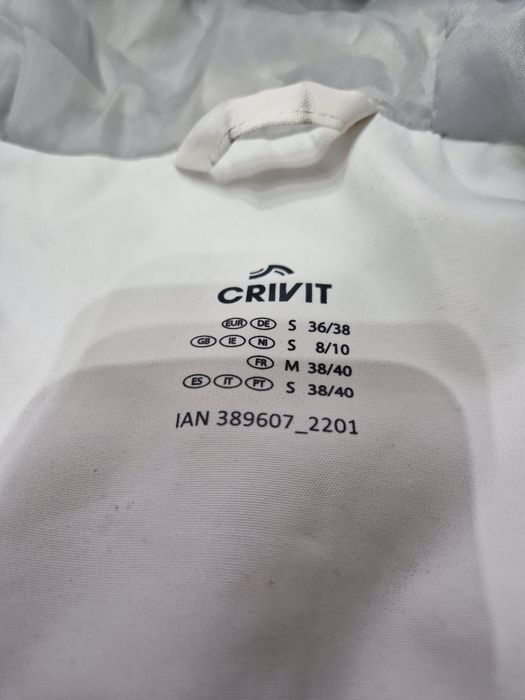 CRIVIT
EUR DE S 36/38
GB IE NI S 8/10
FR M 38/40
ES IT PT S 38/40
IAN 389607_2201